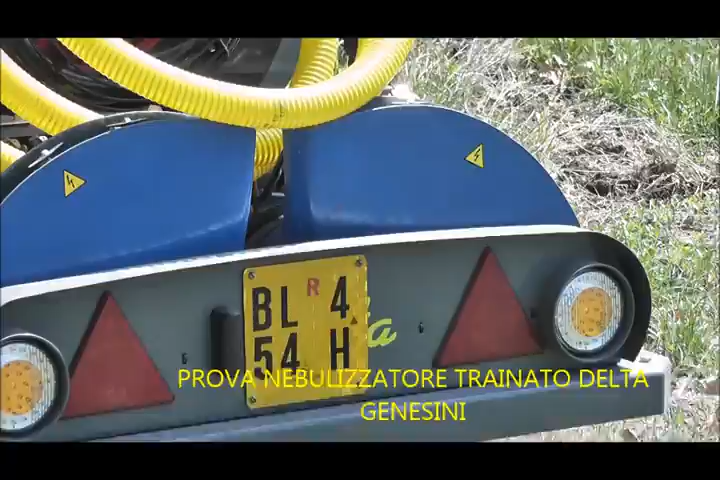 BL R 4
54 H
a
PROVA NEBULIZZATORE TRAINATO DELTA
GENESINI